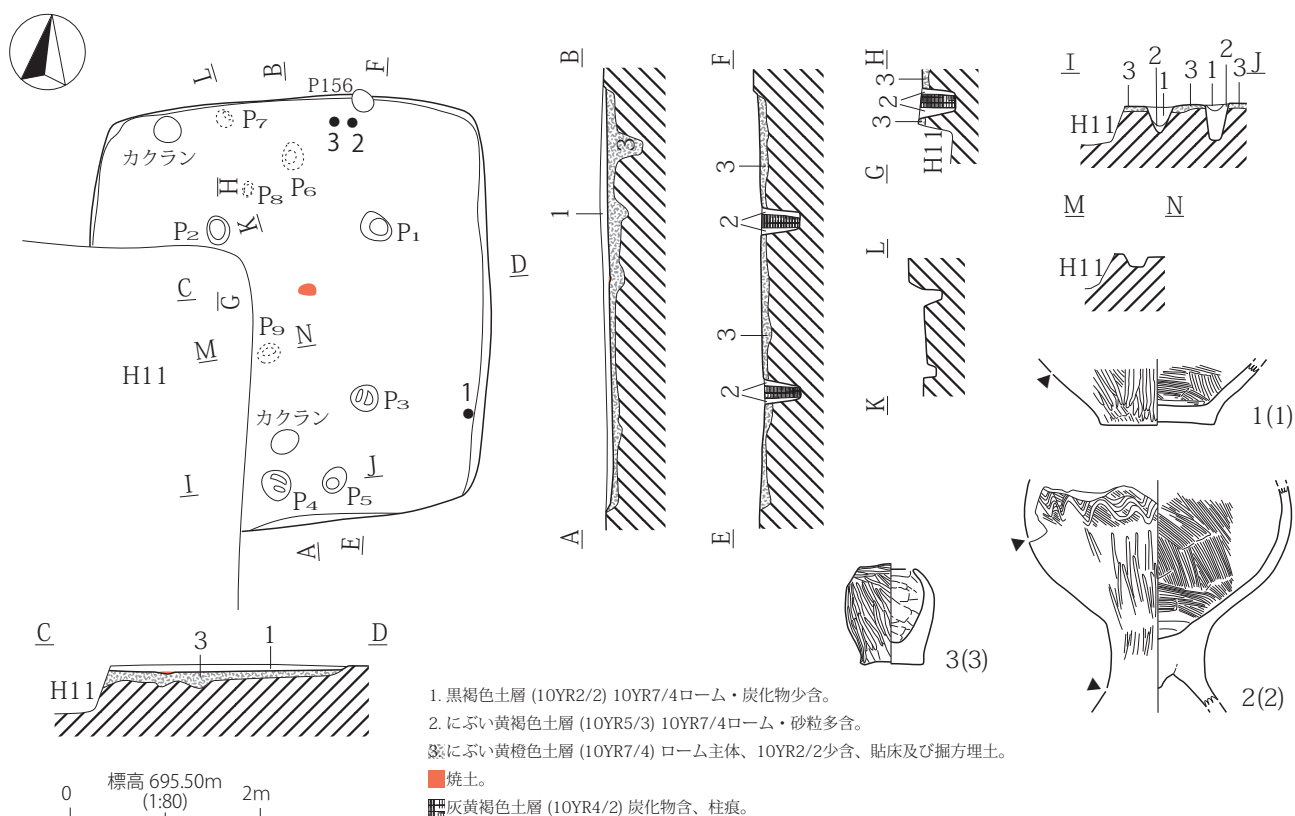 L
B
F
P156
P7
カクラン
3 2
H
P8
P6
P2
K
P1
C
G
D
P9
N
M
H11
P3
1
カクラン
I
J
P4
P5
A
E
B
3
1
A
F
3
2
3
2
E
H
3
2
3
H11
G
L
K
I
3 2 1 3 1 2 3
J
H11
M
N
H11
1(1)
2(2)
3(3)
C
3
1
D
H11
1. 黒褐色土層 (10YR2/2) 10YR7/4ローム・炭化物少含。
2. にぶい黄褐色土層 (10YR5/3) 10YR7/4ローム・砂粒多含。
3. にぶい黄橙色土層 (10YR7/4) ローム主体、10YR2/2少含、貼床及び掘方埋土。
焼土。
灰黄褐色土層 (10YR4/2) 炭化物含、柱痕。
標高 695.50m
0 (1:80) 2m